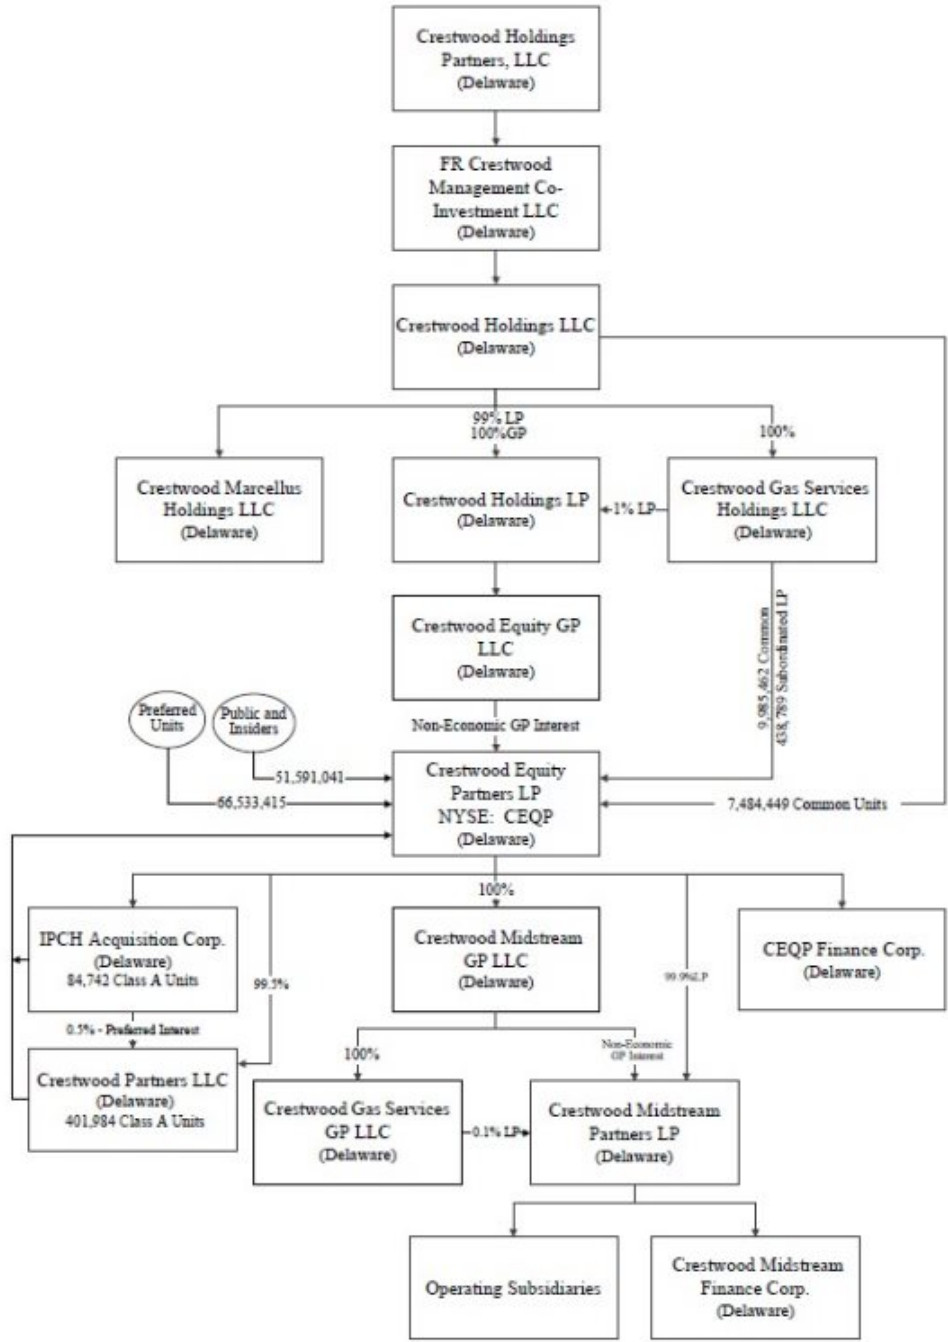 Crestwood Holdings
Partners, LLC
(Delaware)
FR Crestwood
Management Co-
Investment LLC
(Delaware)
Crestwood Holdings LLC
(Delaware)
99% LP
100%GP
100%
Crestwood Marcellus
Holdings LLC
(Delaware)
Crestwood Holdings LP
(Delaware)
1% LP
Crestwood Gas Services
Holdings LLC
(Delaware)
Crestwood Equity GP
LLC
(Delaware)
9,985,462 Common
438,789 Subordinated LP
Preferred
Units
Public and
Insiders
Non-Economic GP Interest
51,591,041
66,533,415
Crestwood Equity
Partners LP
NYSE: CEQP
(Delaware)
7,484,449 Common Units
100%
IPCH Acquisition Corp.
(Delaware)
84,742 Class A Units
99.5%
Crestwood Midstream
GP LLC
(Delaware)
99.9%LP
CEQP Finance Corp.
(Delaware)
0.5% - Preferred Interest
100%
Non-Economic
GP Interest
Crestwood Partners LLC
(Delaware)
401,984 Class A Units
Crestwood Gas Services
GP LLC
(Delaware)
0.1% LP
Crestwood Midstream
Partners LP
(Delaware)
Operating Subsidiaries
Crestwood Midstream
Finance Corp.
(Delaware)